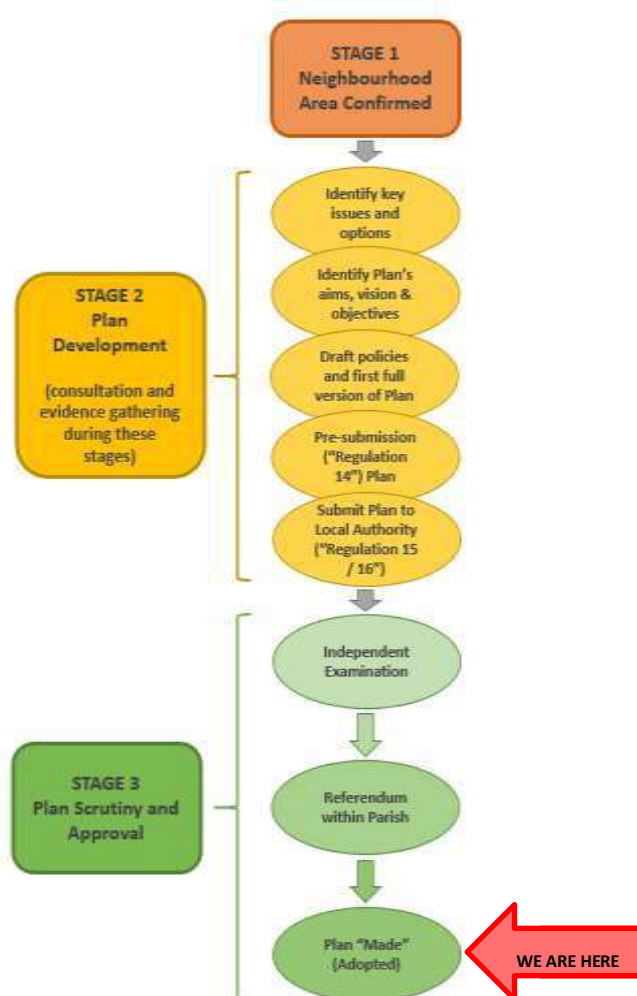 STAGE 1
Neighbourhood
Area Confirmed
Identify key
issues and
options
Identify Plan's
aims, vision &
objectives
STAGE 2
Plan
Development
(consultation and
evidence gathering
during these
stages)
Draft policies
and first full
version of Plan
Pre-submission
("Regulation
14") Plan
Submit Plan to
Local Authority
("Regulation 15
/ 16")
Independent
Examination
STAGE 3
Plan Scrutiny and
Approval
Referendum
within Parish
Plan "Made"
(Adopted)
WE ARE HERE